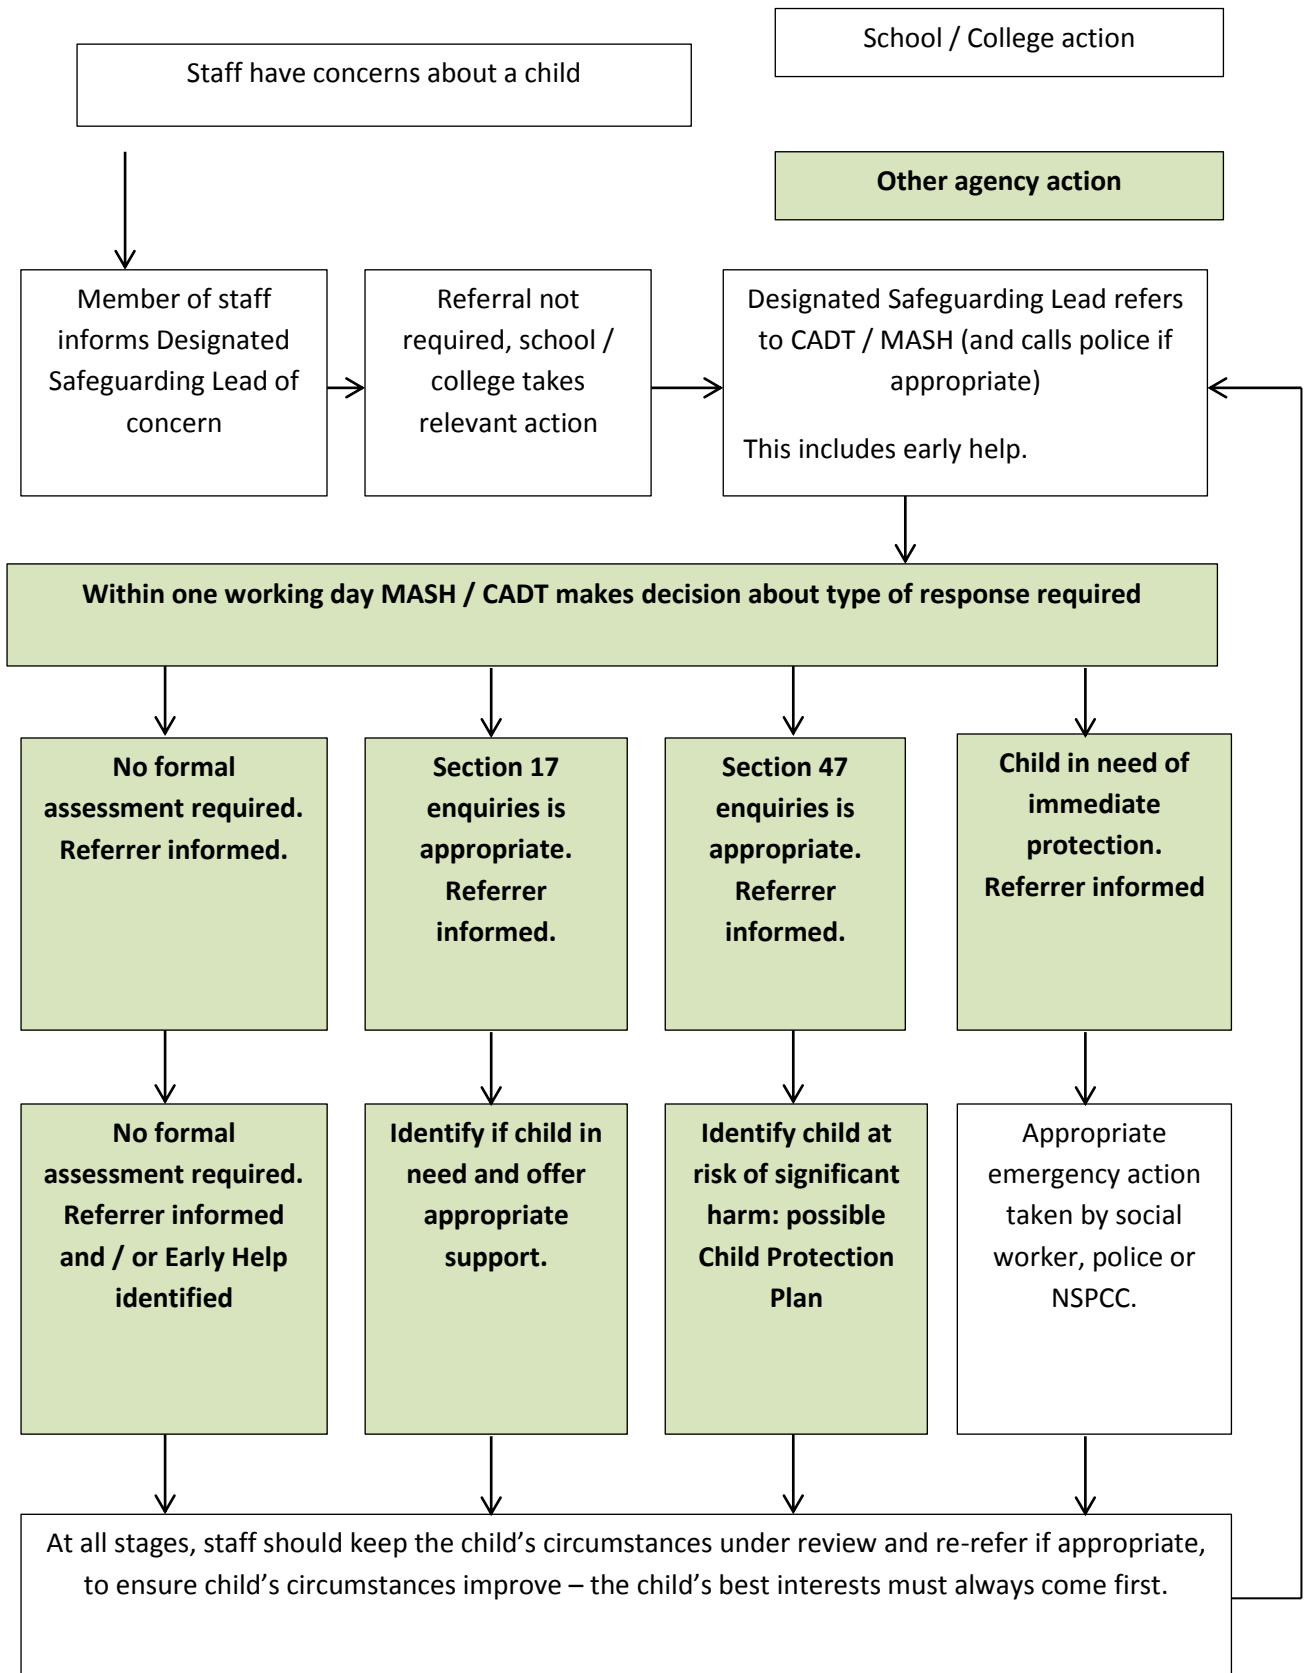 School / College action
Staff have concerns about a child
Other agency action
Member of staff
informs Designated
Safeguarding Lead of
concern
Referral not
required, school /
college takes
relevant action
Designated Safeguarding Lead refers
to CADT / MASH (and calls police if
appropriate)
This includes early help.
Within one working day MASH / CADT makes decision about type of response required
No formal
assessment required.
Referrer informed.
Section 17
enquiries is
appropriate.
Referrer
informed.
Section 47
enquiries is
appropriate.
Referrer
informed.
Child in need of
immediate
protection.
Referrer informed
No formal
assessment required.
Referrer informed
and / or Early Help
identified
Identify if child in
need and offer
appropriate
support.
Identify child at
risk of significant
harm: possible
Child Protection
Plan
Appropriate
emergency action
taken by social
worker, police or
NSPCC.
At all stages, staff should keep the child’s circumstances under review and re-refer if appropriate,
to ensure child’s circumstances improve – the child’s best interests must always come first.